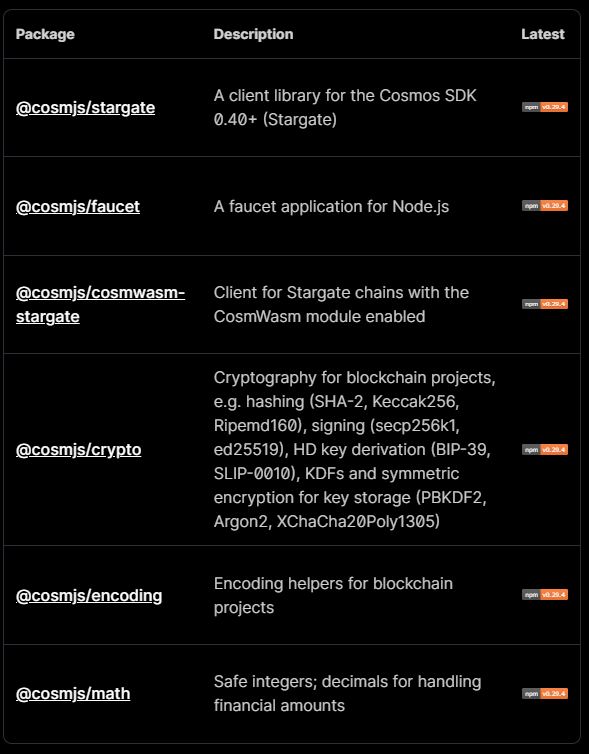 Package Description Latest
@cosmjs/stargate
A client library for the Cosmos SDK
0.40+ (Stargate)
npm v0.29.4
@cosmjs/faucet
A faucet application for Node.js
npm v0.29.4
@cosmjs/cosmwasm-
stargate
Client for Stargate chains with the
CosmWasm module enabled
npm v0.29.4
@cosmjs/crypto
Cryptography for blockchain projects,
e.g. hashing (SHA-2, Keccak256,
Ripemd160), signing (secp256k1,
ed25519), HD key derivation (BIP-39,
SLIP-0010), KDFs and symmetric
encryption for key storage (PBKDF2,
Argon2, XChaCha20Poly1305)
npm v0.29.4
@cosmjs/encoding
Encoding helpers for blockchain
projects
npm v0.29.4
@cosmjs/math
Safe integers; decimals for handling
financial amounts
npm v0.29.4